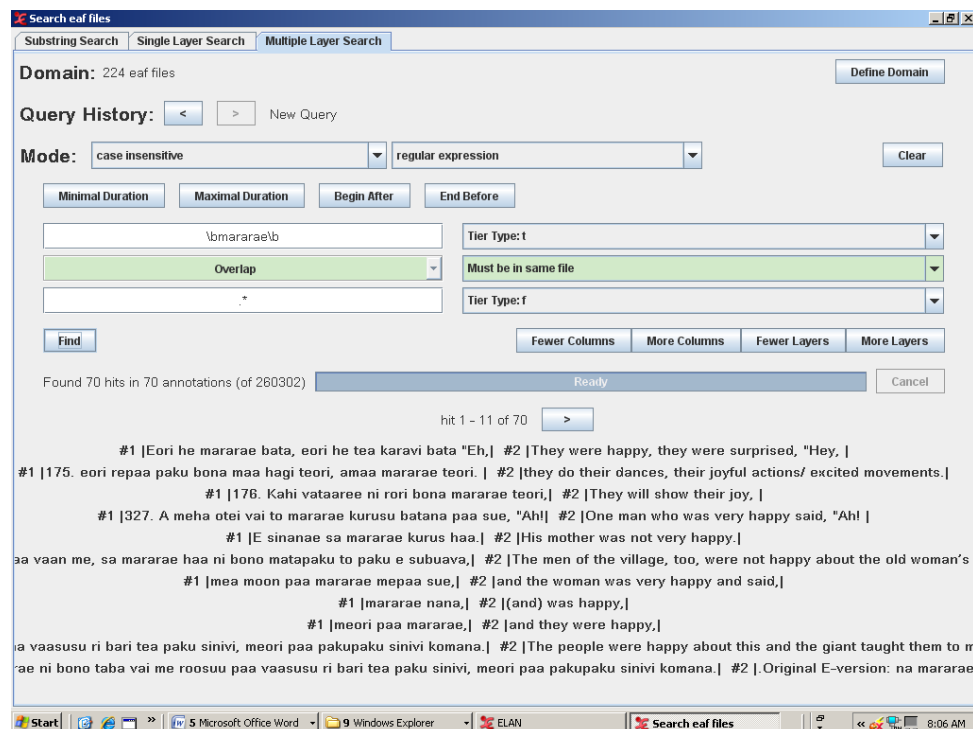 Search eaf files
Substring Search Single Layer Search Multiple Layer Search
Domain: 224 eaf files Define Domain
Query History: < > New Query
Mode: case insensitive regular expression Clear
Minimal Duration Maximal Duration Begin After End Before
\bmararae\b Tier Type: t
Overlap Must be in same file
.* Tier Type: f
Find Fewer Columns More Columns Fewer Layers More Layers
Found 70 hits in 70 annotations (of 260302) Ready Cancel
hit 1 - 11 of 70 >
#1 |Eori he mararae bata, eori he tea karavi bata "Eh,| #2 |They were happy, they were surprised, "Hey, |
#1 |175. eori repaa paku bona maa hagi teori, amaa mararae teori. | #2 |they do their dances, their joyful actions/ excited movements.|
#1 |176. Kahi vataaree ni rori bona mararae teori,| #2 |They will show their joy, |
#1 |327. A meha otei vai to mararae kurusu batana paa sue, "Ah!| #2 |One man who was very happy said, "Ah! |
#1 |E sinanae sa mararae kurus haa.| #2 |His mother was not very happy.|
aa vaan me, sa mararae haa ni bono matapaku to paku e subuava,| #2 |The men of the village, too, were not happy about the old woman's
#1 |mea moon paa mararae mepaa sue,| #2 |and the woman was very happy and said,|
#1 |mararae nana,| #2 |(and) was happy,|
#1 |meori paa mararae,| #2 |and they were happy,|
a vaasusu ri bari tea paku sinivi, meori paa pakupaku sinivi komana.| #2 |The people were happy about this and the giant taught them to m
rae ni bono taba vai me roosuu paa vaasusu ri bari tea paku sinivi, meori paa pakupaku sinivi komana.| #2 |.Original E-version: na mararae
Start » 5 Microsoft Office Word 9 Windows Explorer ELAN Search eaf files « 8:06 AM